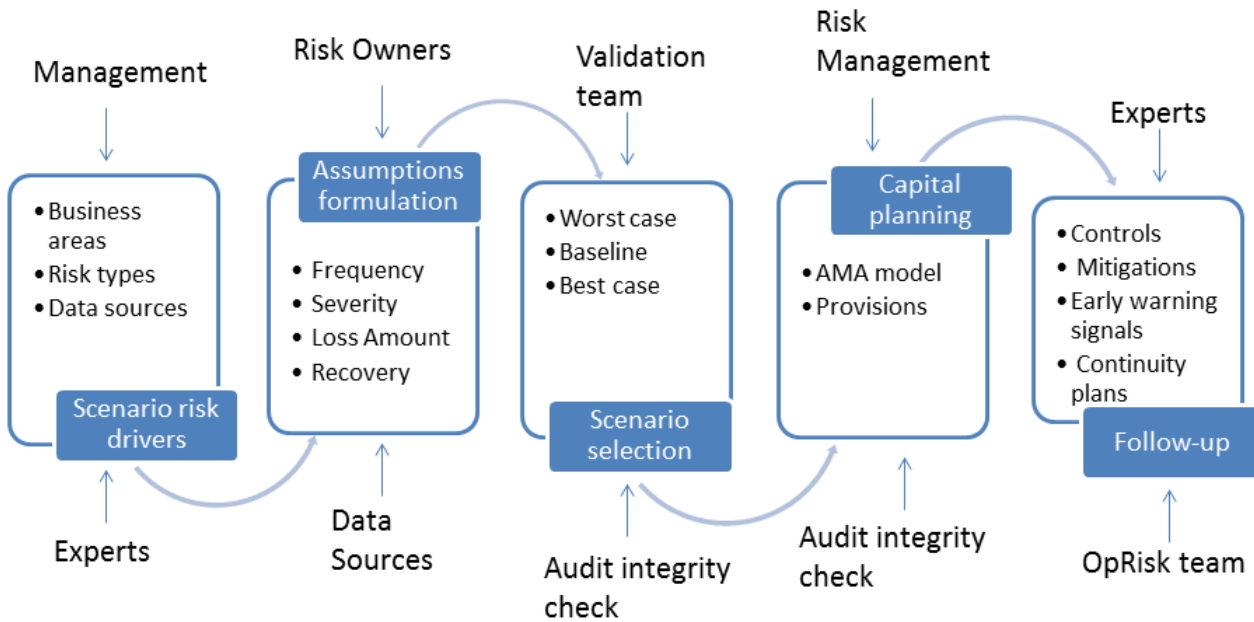 Management
• Business
areas
• Risk types
• Data sources
Scenario risk
drivers
Experts
Risk Owners
Assumptions
formulation
• Frequency
• Severity
• Loss Amount
• Recovery
Data
Sources
Validation
team
• Worst case
• Baseline
• Best case
Scenario
selection
Audit integrity
check
Risk
Management
Capital
planning
• AMA model
• Provisions
Audit integrity
check
Experts
• Controls
• Mitigations
• Early warning
signals
• Continuity
plans
Follow-up
OpRisk team